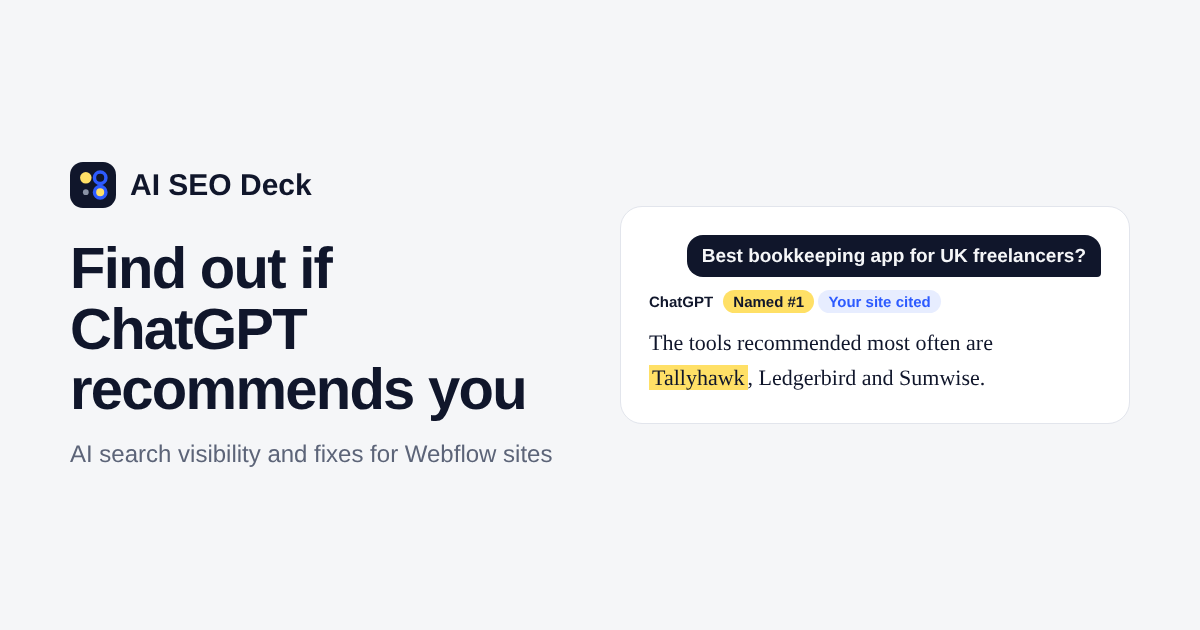 AI SEO Deck
Find out if
ChatGPT
recommends you
AI search visibility and fixes for Webflow sites
Best bookkeeping app for UK freelancers?
ChatGPT Named #1 Your site cited
The tools recommended most often are
Tallyhawk, Ledgerbird and Sumwise.